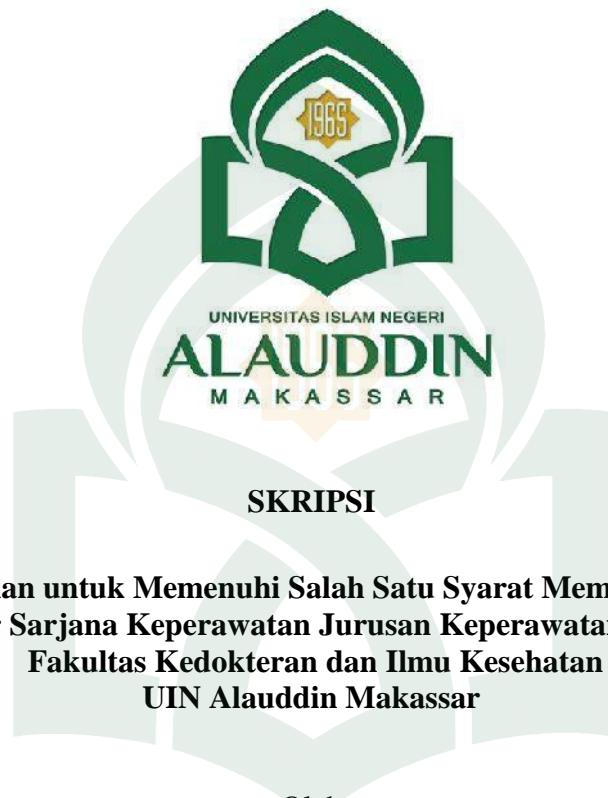 1965
UNIVERSITAS ISLAM NEGERI
ALAUDDIN
MAKASSAR
SKRIPSI
an untuk Memenuhi Salah Satu Syarat Mem
Sarjana Keperawatan Jurusan Keperawatan
Fakultas Kedokteran dan Ilmu Kesehatan
UIN Alauddin Makassar